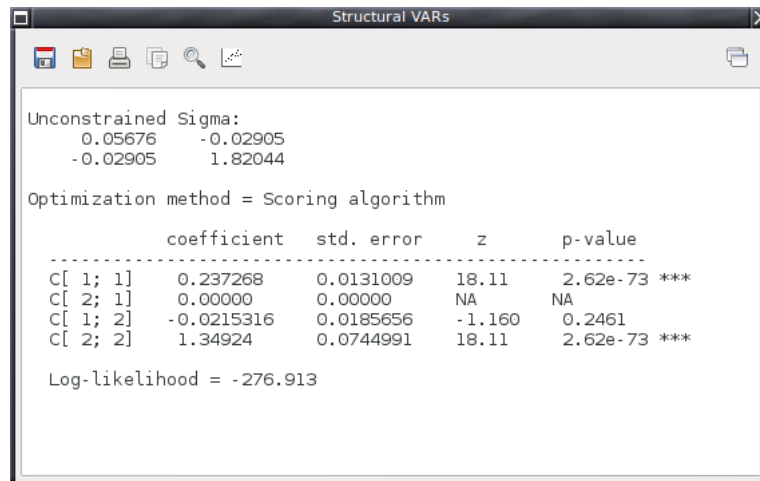 Structural VARs
Unconstrained Sigma:
0.05676 -0.02905
-0.02905 1.82044
Optimization method = Scoring algorithm
coefficient std. error z p-value
-------------------------------------------------------
C[ 1; 1] 0.237268 0.0131009 18.11 2.62e-73 ***
C[ 2; 1] 0.00000 0.00000 NA NA
C[ 1; 2] -0.0215316 0.0185656 -1.160 0.2461
C[ 2; 2] 1.34924 0.0744991 18.11 2.62e-73 ***
Log-likelihood = -276.913